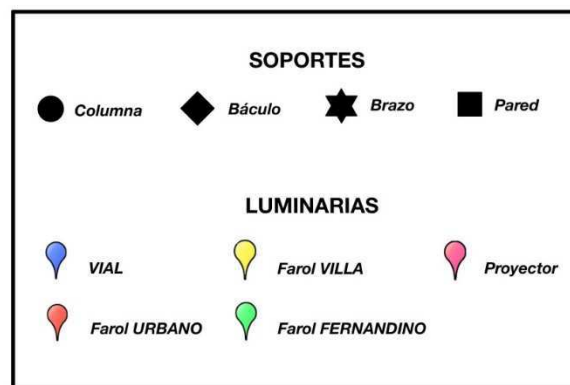 SOPORTES
Columna Báculo Brazo Pared
LUMINARIAS
VIAL Farol VILLA Proyector
Farol URBANO Farol FERNANDINO